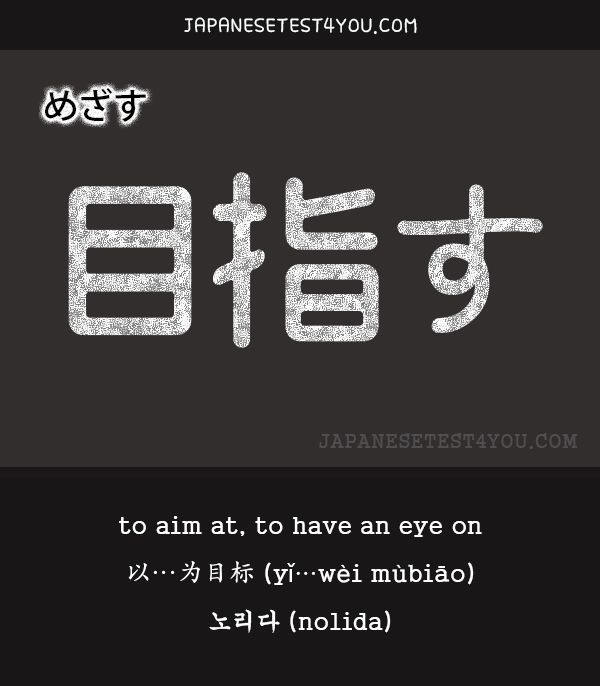 JAPANESETEST4YOU.COM
めざす
目指す
JAPANESETEST4YOU.COM
to aim at, to have an eye on
以…为目标 (yǐ…wèi mùbiāo)
노리다 (nolida)